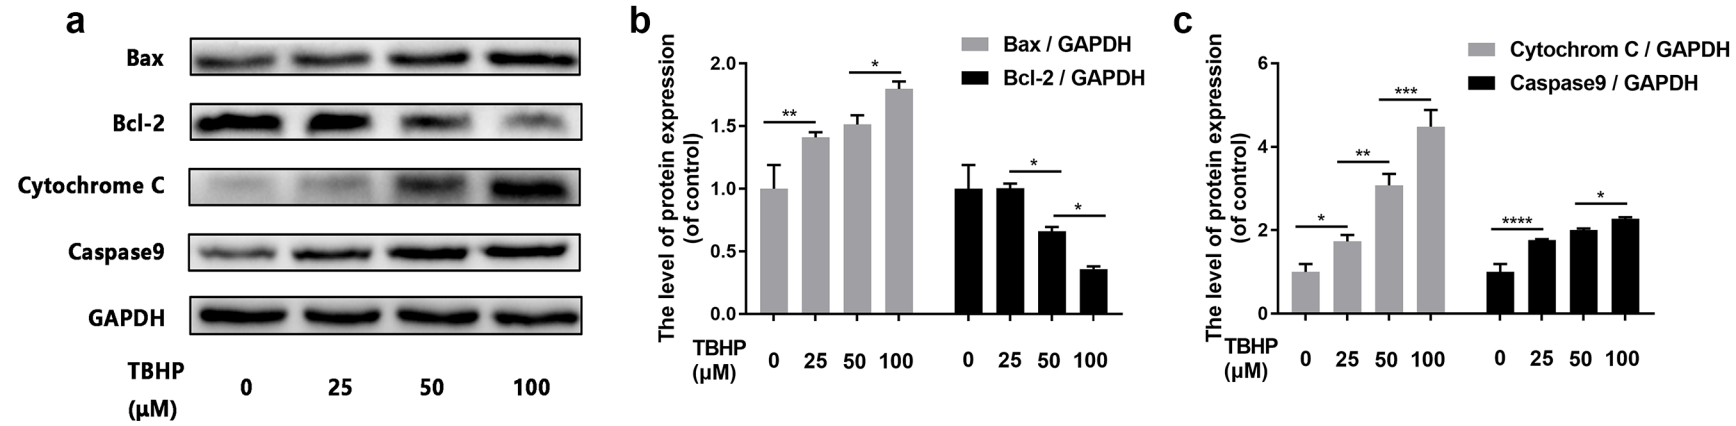 a
Bax
Bcl-2
Cytochrome C
Caspase9
GAPDH
TBHP
(μM)
0 25 50 100
b
The level of protein expression
(of control)
Bax / GAPDH
Bcl-2 / GAPDH
2.0
1.5
1.0
0.5
0.0
**
*
*
*
TBHP
(μM)
0 25 50 100 0 25 50 100
c
The level of protein expression
(of control)
Cytochrom C / GAPDH
Caspase9 / GAPDH
6
4
2
0
*
**
***
****
*
TBHP
(μM)
0 25 50 100 0 25 50 100